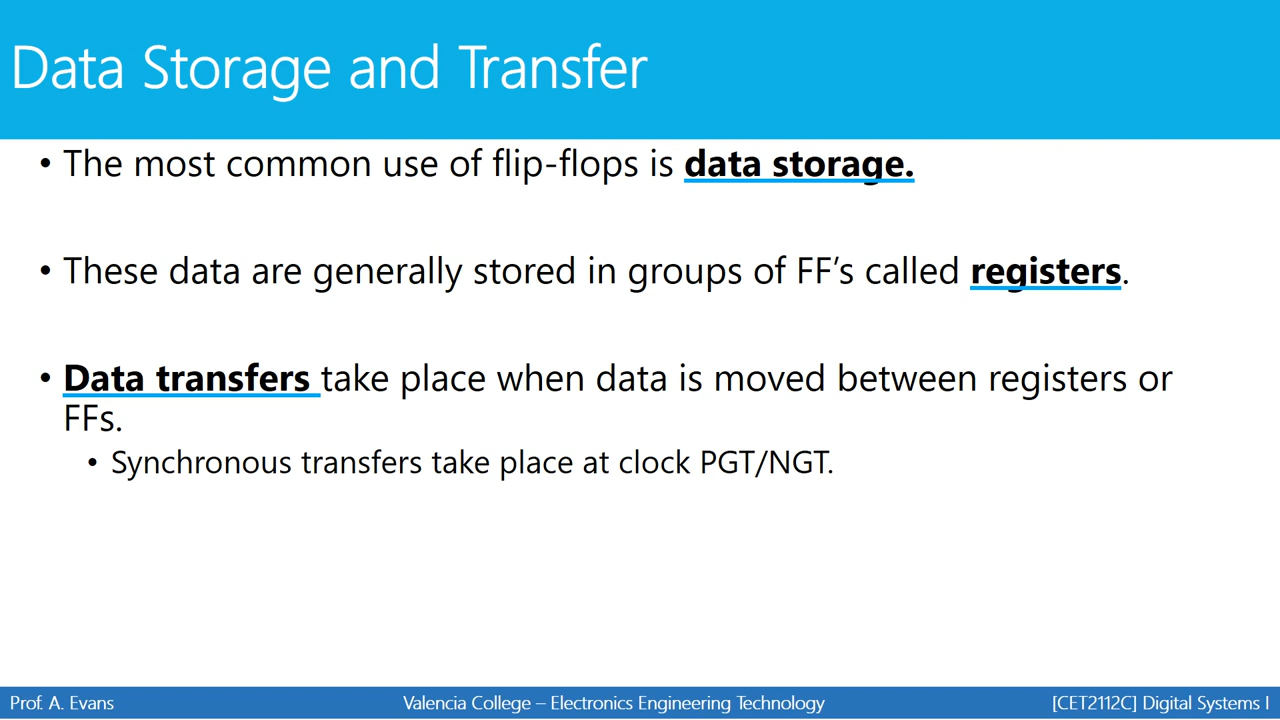 Data Storage and Transfer
• The most common use of flip-flops is data storage.
• These data are generally stored in groups of FF’s called registers.
• Data transfers take place when data is moved between registers or
FFs.
• Synchronous transfers take place at clock PGT/NGT.
Prof. A. Evans
Valencia College – Electronics Engineering Technology
[CET2112C] Digital Systems I